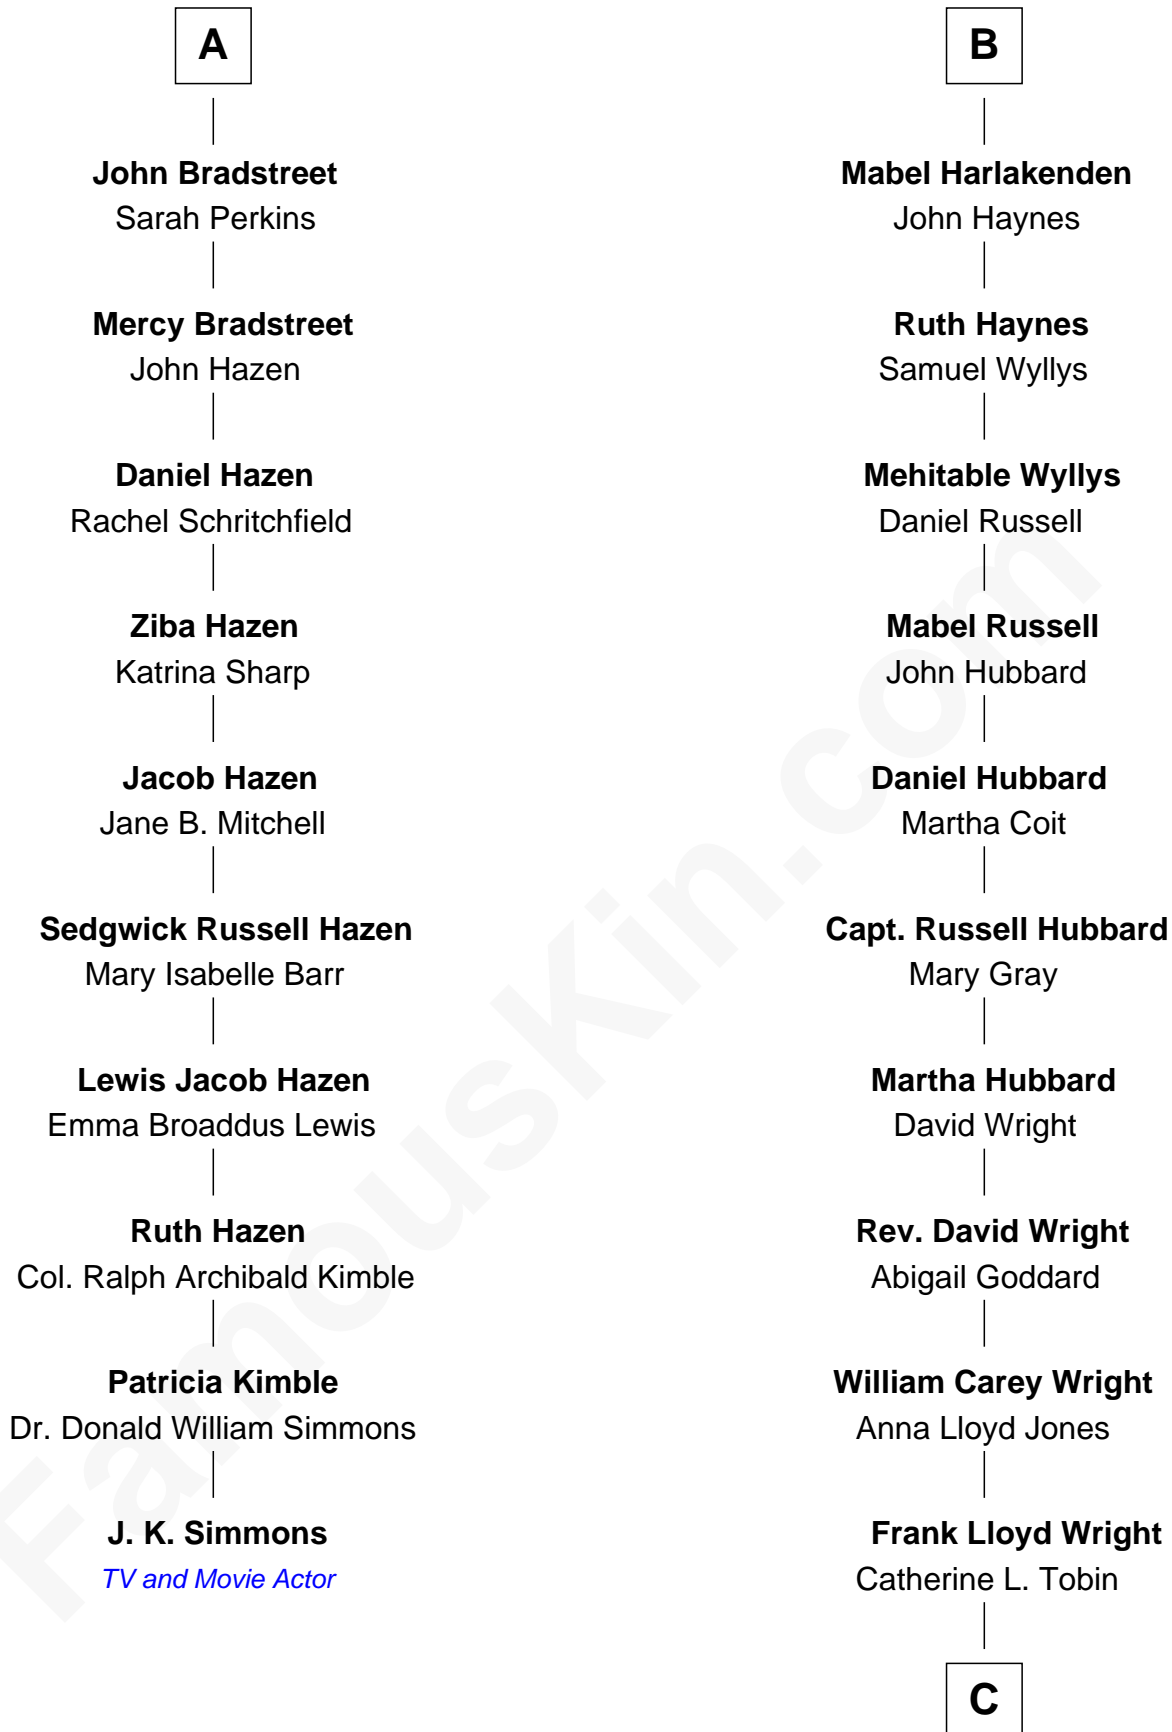 A
John Bradstreet
Sarah Perkins
Mercy Bradstreet
John Hazen
Daniel Hazen
Rachel Schritchfield
Ziba Hazen
Katrina Sharp
Jacob Hazen
Jane B. Mitchell
Sedgwick Russell Hazen
Mary Isabelle Barr
Lewis Jacob Hazen
Emma Broaddus Lewis
Ruth Hazen
Col. Ralph Archibald Kimble
Patricia Kimble
Dr. Donald William Simmons
J. K. Simmons
TV and Movie Actor
B
Mabel Harlakenden
John Haynes
Ruth Haynes
Samuel Wyllys
Mehitable Wyllys
Daniel Russell
Mabel Russell
John Hubbard
Daniel Hubbard
Martha Coit
Capt. Russell Hubbard
Mary Gray
Martha Hubbard
David Wright
Rev. David Wright
Abigail Goddard
William Carey Wright
Anna Lloyd Jones
Frank Lloyd Wright
Catherine L. Tobin
C
FamousKin.com